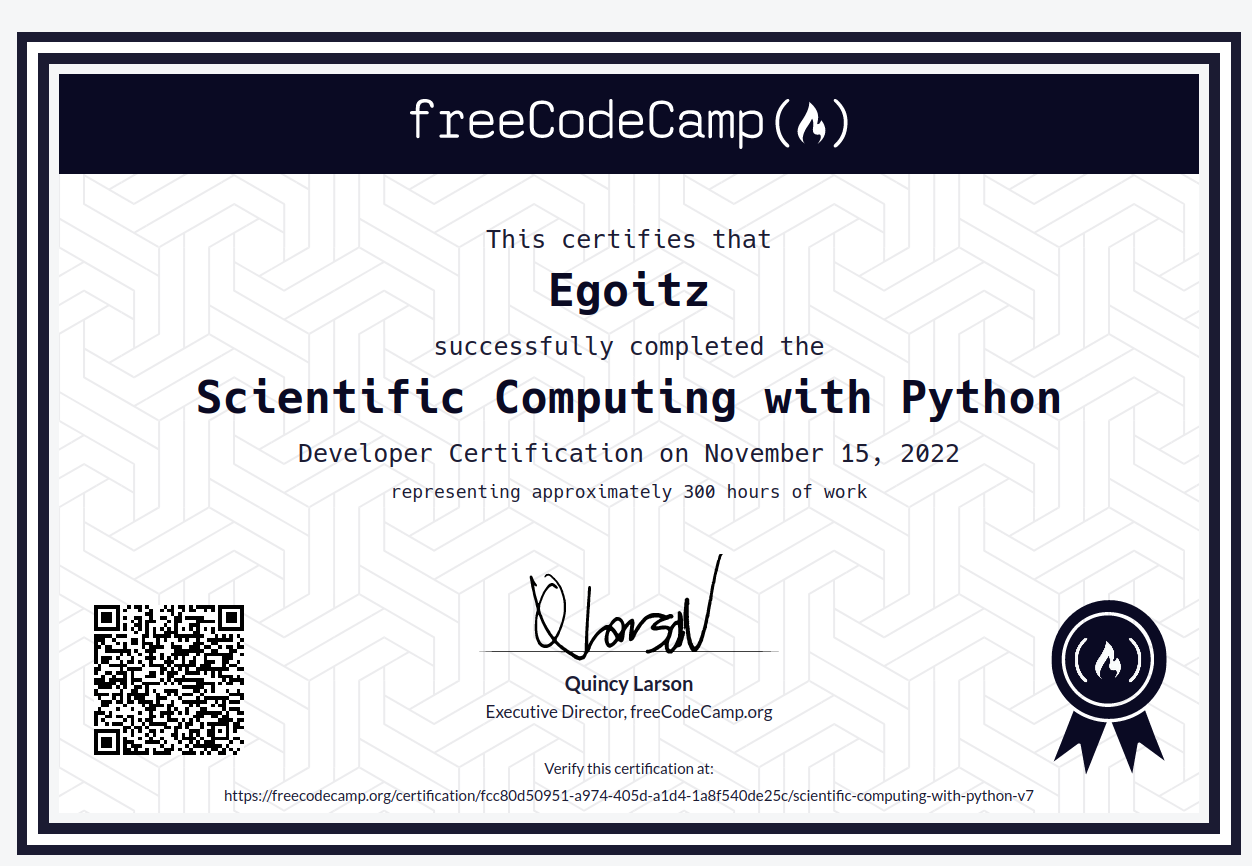 freeCodeCamp(🔥)
This certifies that
Egoitz
successfully completed the
Scientific Computing with Python
Developer Certification on November 15, 2022
representing approximately 300 hours of work
QLarson
Quincy Larson
Executive Director, freeCodeCamp.org
Verify this certification at:
https://freecodecamp.org/certification/fcc80d50951-a974-405d-a1d4-1a8f540de25c/scientific-computing-with-python-v7